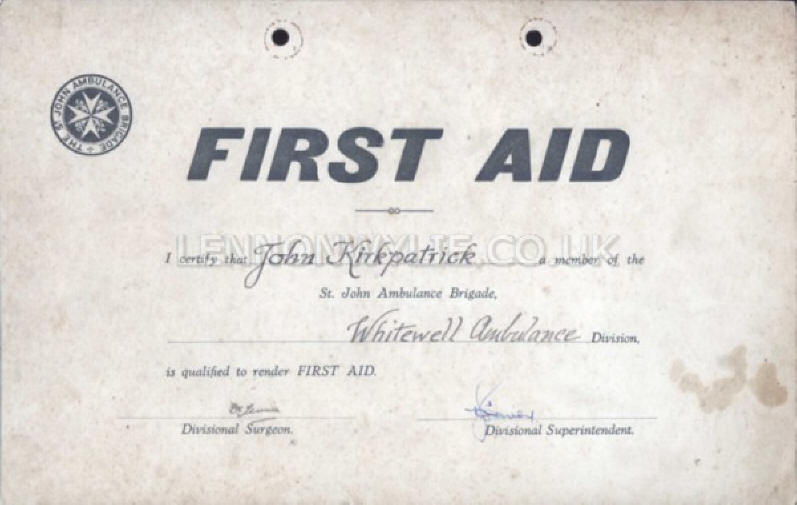 THE ST JOHN AMBULANCE BRIGADE
FIRST AID
LENNONWYLIE.CO.UK
I certify that John Kirkpatrick a member of the
St. John Ambulance Brigade,
Whitewell Ambulance Division,
is qualified to render FIRST AID.
Divisional Surgeon. Divisional Superintendent.